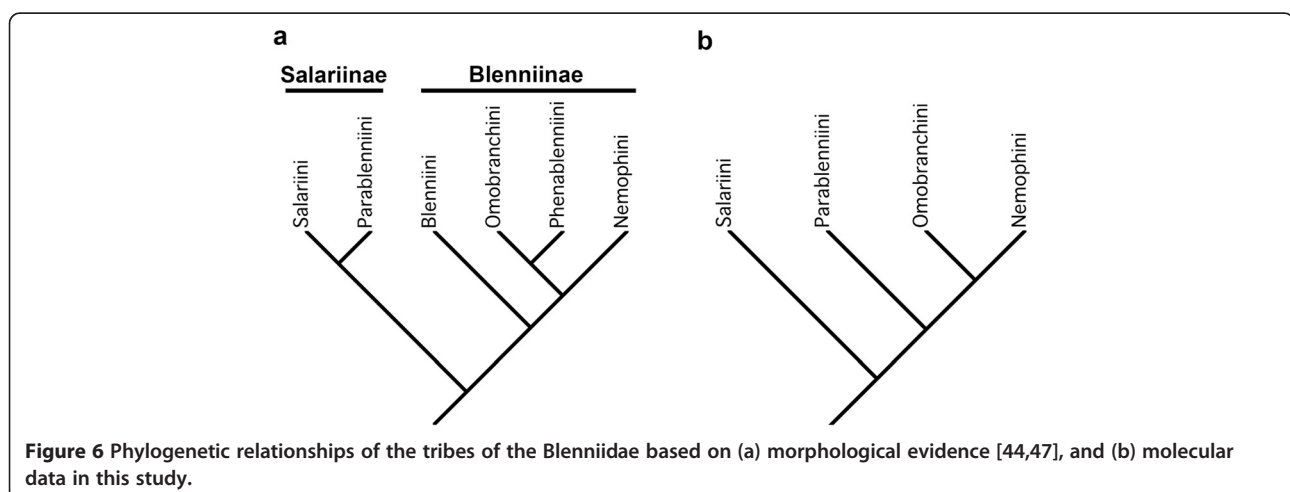 a
b
Salariinae
Blenniinae
Salariini
Parablenniini
Blenniini
Omobranchini
Phenablenniini
Nemophini
Salariini
Parablenniini
Omobranchini
Nemophini
Figure 6 Phylogenetic relationships of the tribes of the Blenniidae based on (a) morphological evidence [44,47], and (b) molecular
data in this study.